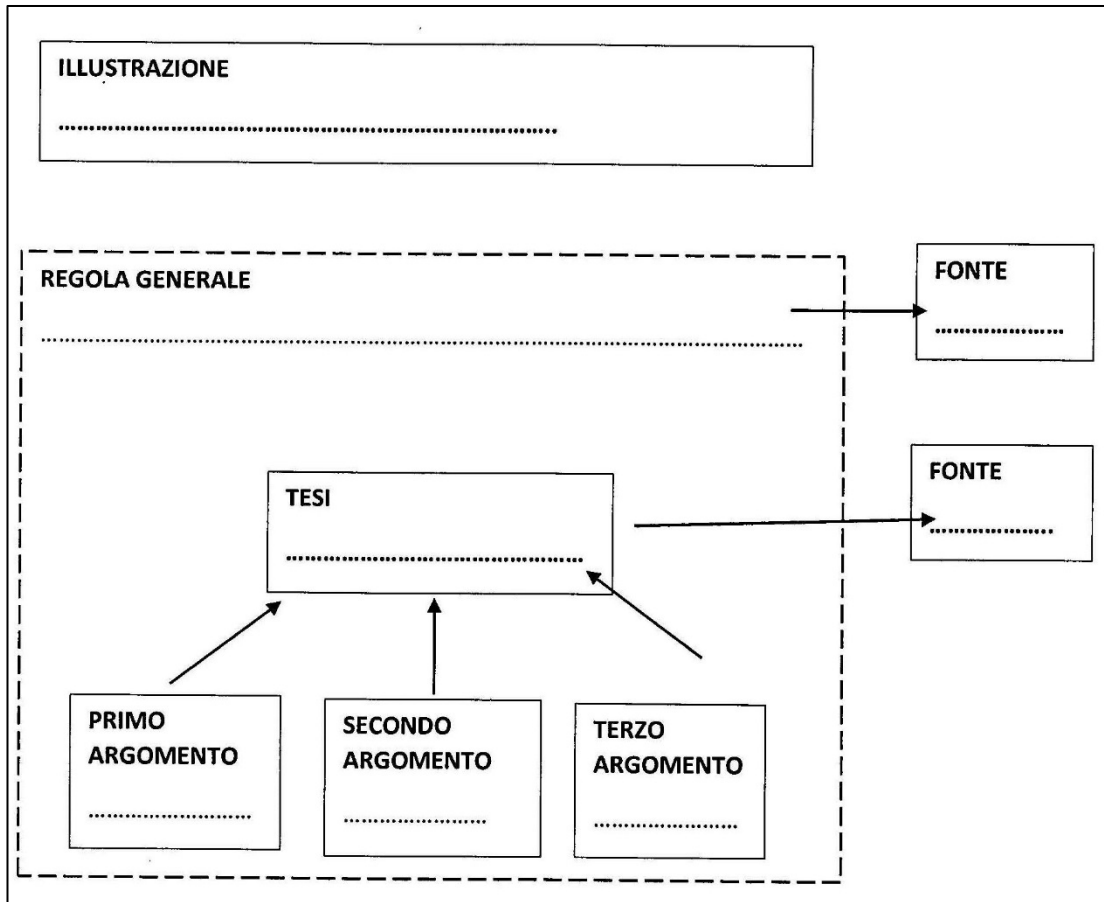 ILLUSTRAZIONE
................................................................................
REGOLA GENERALE
................................................................................
FONTE
......................
TESI
..................................................
FONTE
.....................
PRIMO
ARGOMENTO
............................
SECONDO
ARGOMENTO
.........................
TERZO
ARGOMENTO
.........................